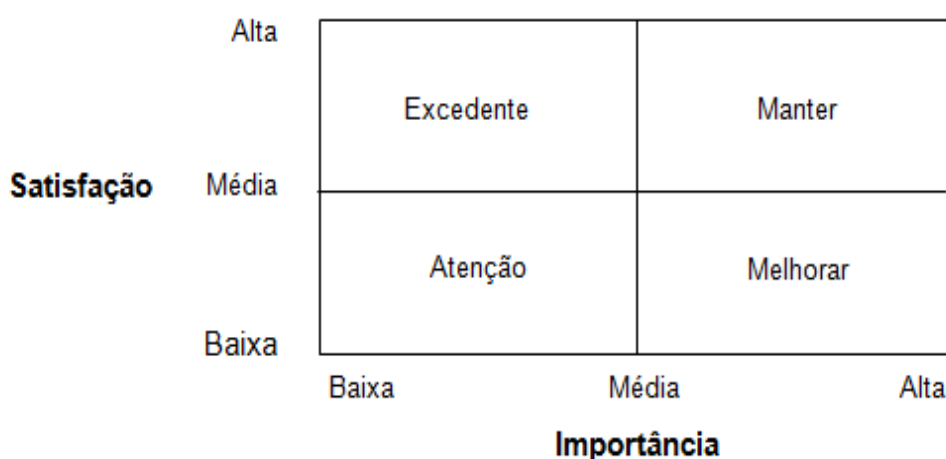 Alta
Excedente Manter
Satisfação Média
Atenção Melhorar
Baixa
Baixa Média Alta
Importância